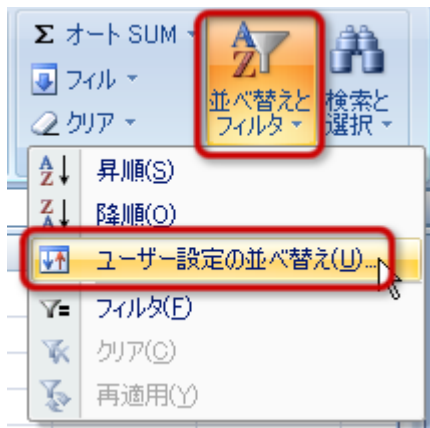 Σ オート SUM
フィル
クリア
並べ替えと
フィルタ
検索と
選択
昇順(S)
降順(O)
ユーザー設定の並べ替え(U)...
フィルタ(F)
クリア(C)
再適用(Y)